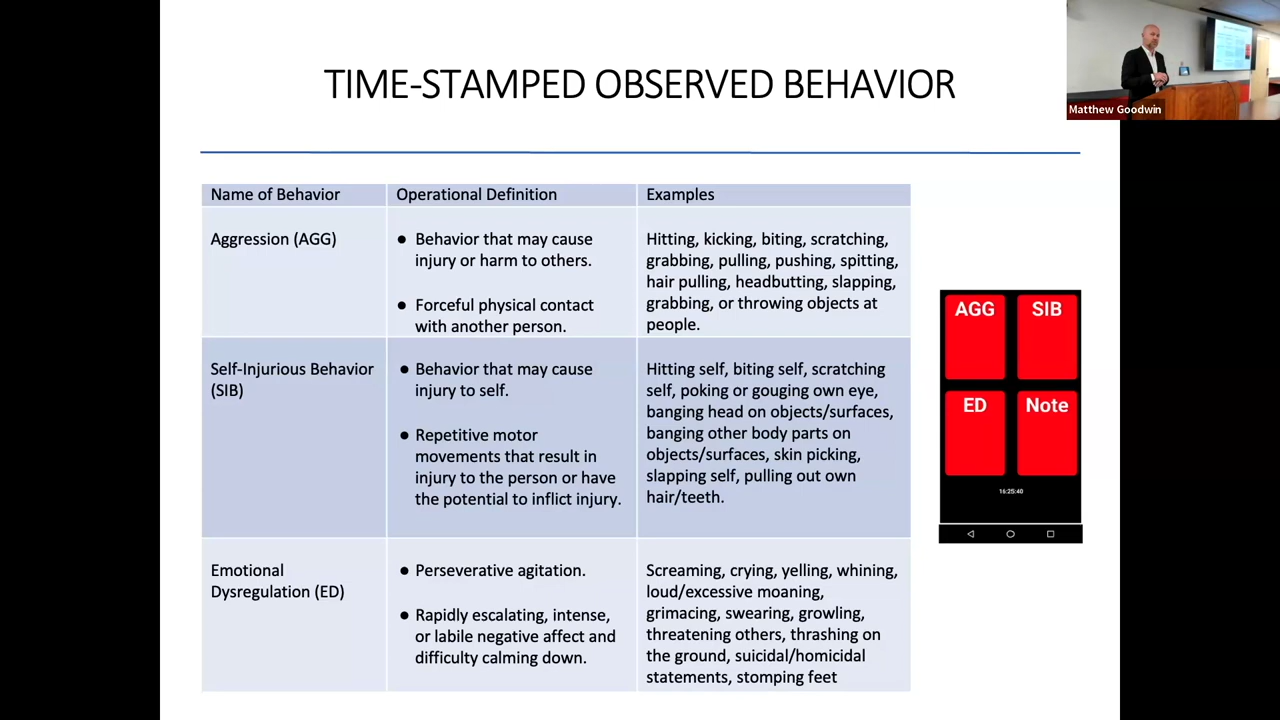 TIME-STAMPED OBSERVED BEHAVIOR
Matthew Goodwin
Name of Behavior
Operational Definition
Examples
Aggression (AGG)
● Behavior that may cause
injury or harm to others.
● Forceful physical contact
with another person.
Hitting, kicking, biting, scratching,
grabbing, pulling, pushing, spitting,
hair pulling, headbutting, slapping,
grabbing, or throwing objects at
people.
Self-Injurious Behavior
(SIB)
● Behavior that may cause
injury to self.
● Repetitive motor
movements that result in
injury to the person or have
the potential to inflict injury.
Hitting self, biting self, scratching
self, poking or gouging own eye,
banging head on objects/surfaces,
banging other body parts on
objects/surfaces, skin picking,
slapping self, pulling out own
hair/teeth.
Emotional
Dysregulation (ED)
● Perseverative agitation.
● Rapidly escalating, intense,
or labile negative affect and
difficulty calming down.
Screaming, crying, yelling, whining,
loud/excessive moaning,
grimacing, swearing, growling,
threatening others, thrashing on
the ground, suicidal/homicidal
statements, stomping feet
AGG
SIB
ED
Note
16:25:40